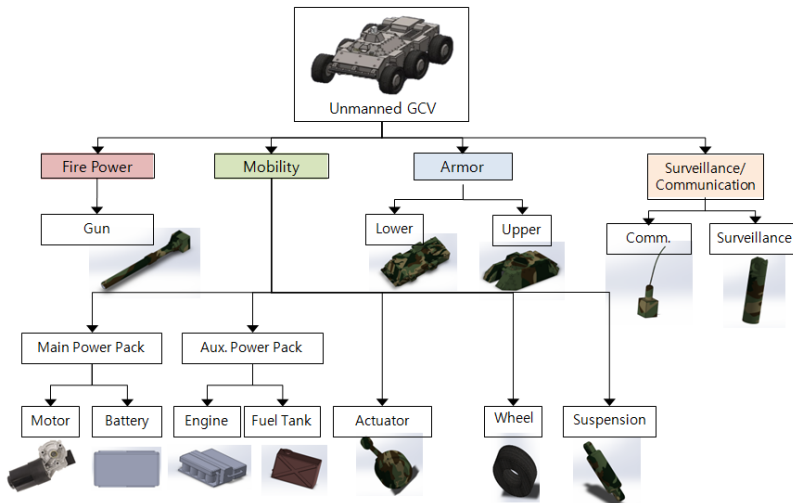 Unmanned GCV
Fire Power
Mobility
Armor
Surveillance/
Communication
Gun
Lower
Upper
Comm.
Surveillance
Main Power Pack
Aux. Power Pack
Motor
Battery
Engine
Fuel Tank
Actuator
Wheel
Suspension